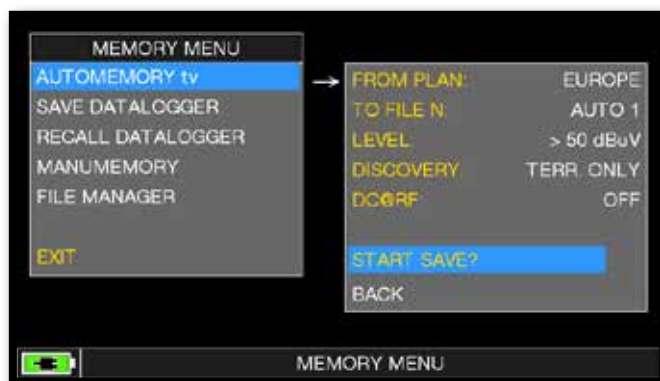 MEMORY MENU
AUTOMEMORY tv
SAVE DATALOGGER
RECALL DATALOGGER
MANUMEMORY
FILE MANAGER
EXIT
→
FROM PLAN: EUROPE
TO FILE N: AUTO 1
LEVEL > 50 dBuV
DISCOVERY TERR. ONLY
DC@RF OFF
START SAVE?
BACK
MEMORY MENU